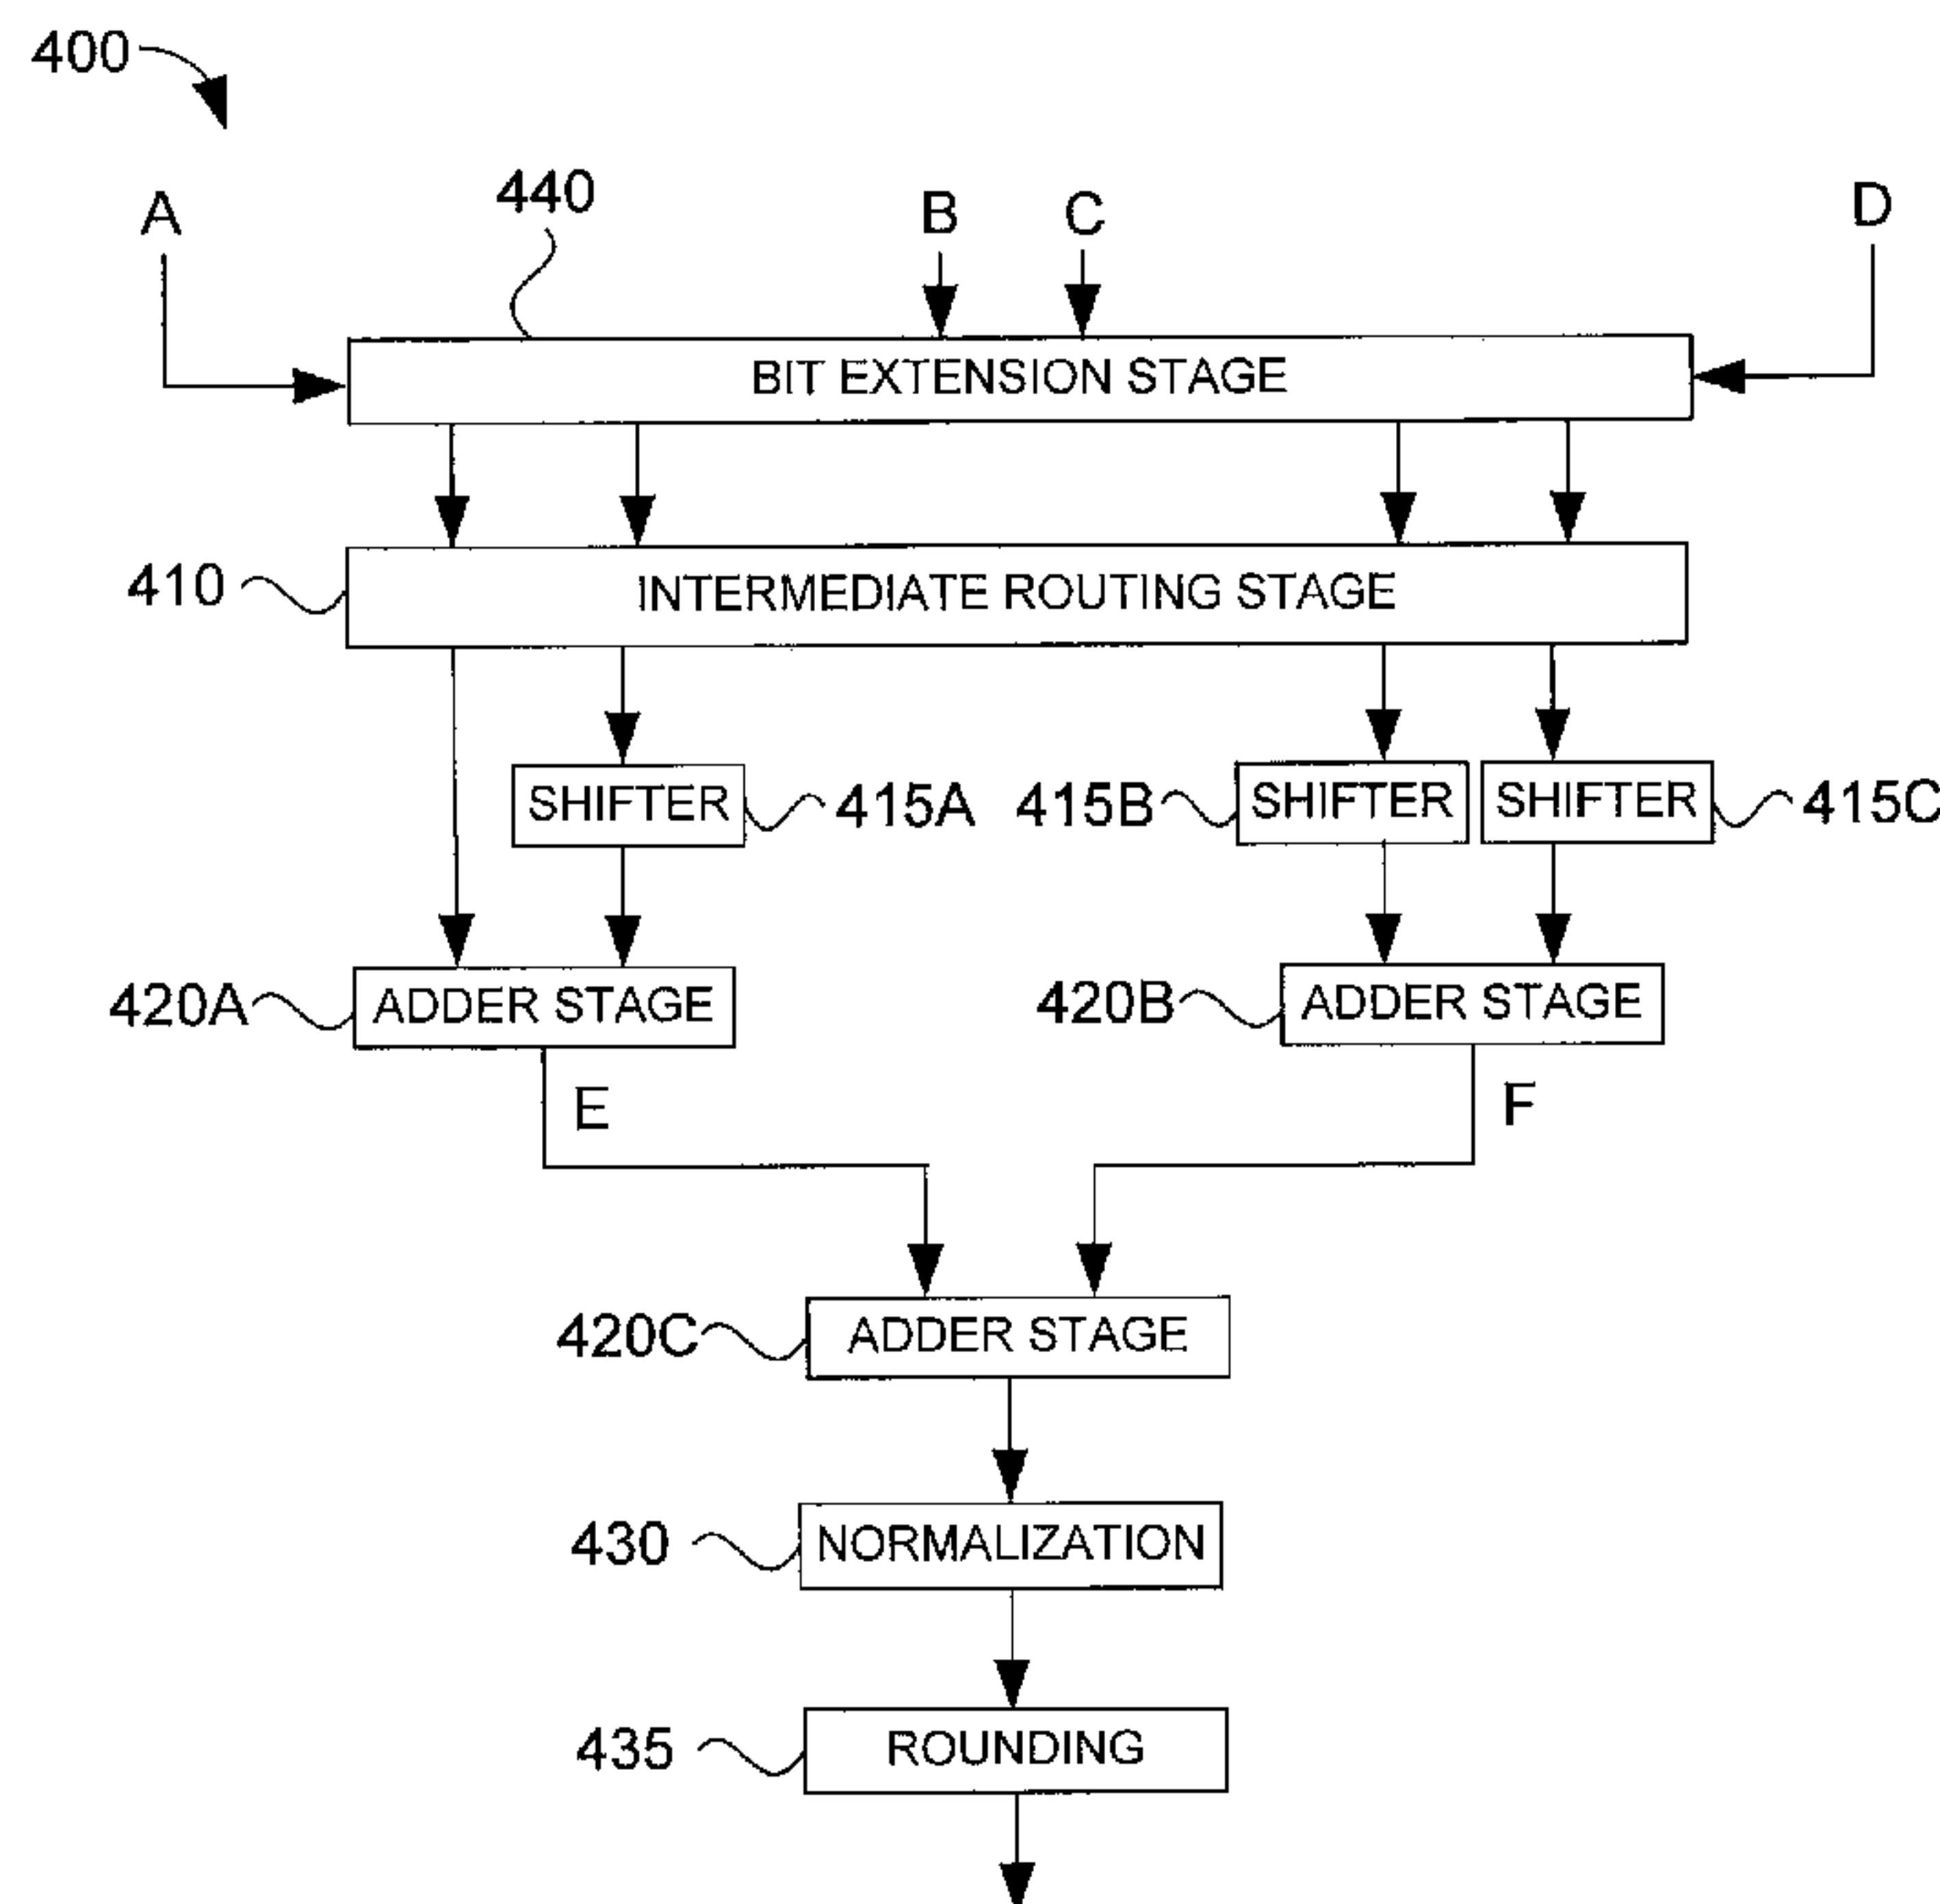 400
440
A
B
C
D
BIT EXTENSION STAGE
410
INTERMEDIATE ROUTING STAGE
SHIFTER
415A
415B
SHIFTER
SHIFTER
415C
420A
ADDER STAGE
420B
ADDER STAGE
E
F
420C
ADDER STAGE
430
NORMALIZATION
435
ROUNDING